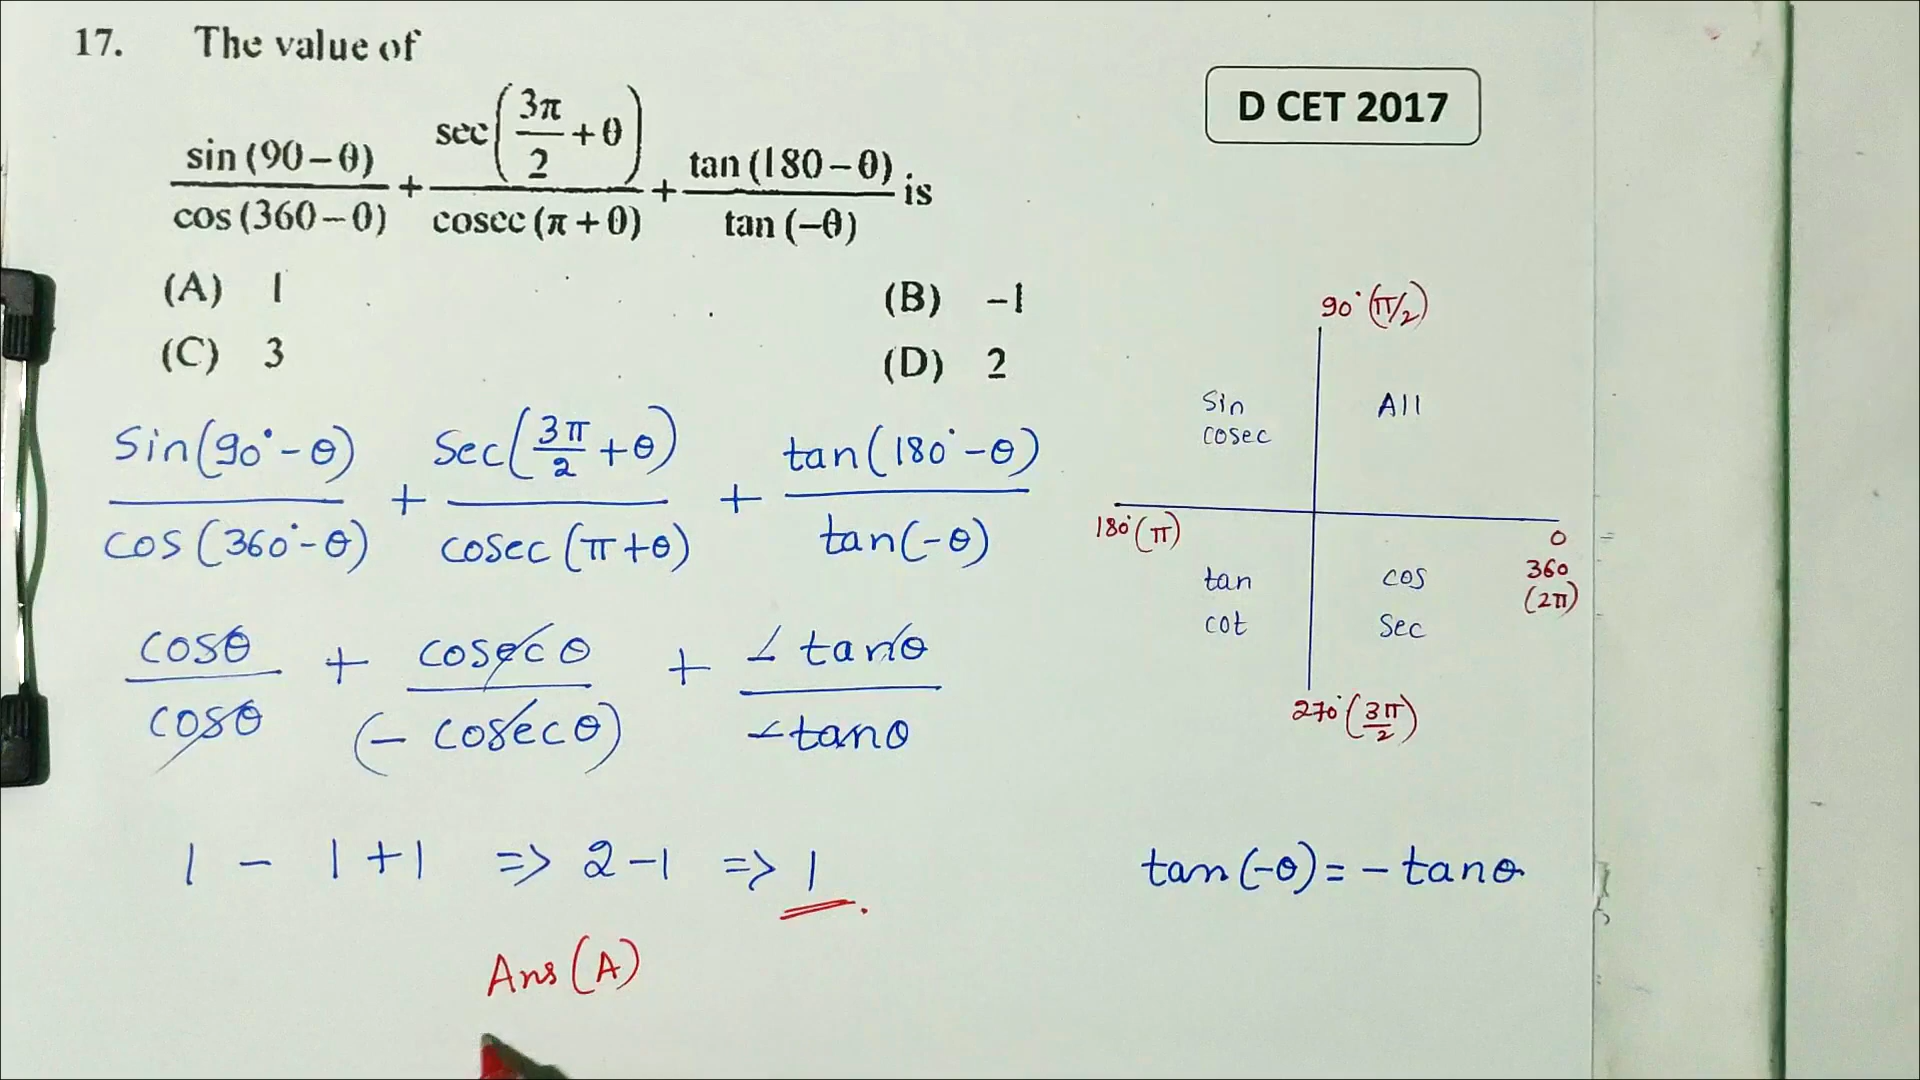 17. The value of
sin (90 – θ) / cos (360 – θ) + sec(3π/2 + θ) / cosec (π + θ) + tan (180 – θ) / tan (–θ) is
(A) 1 (B) –1
(C) 3 (D) 2
D CET 2017
Sin(90° - θ) / cos(360° - θ) + Sec(3π/2 + θ) / cosec(π + θ) + tan(180° - θ) / tan(-θ)
cosθ / cosθ + cosecθ / (- cosecθ) + - tanθ / - tanθ
1 - 1 + 1 => 2 - 1 => 1.
Ans (A)
90° (π/2)
Sin All
cosec
180° (π) 0
360
(2π)
tan cos
cot Sec
270° (3π/2)
tan(-θ) = - tanθ